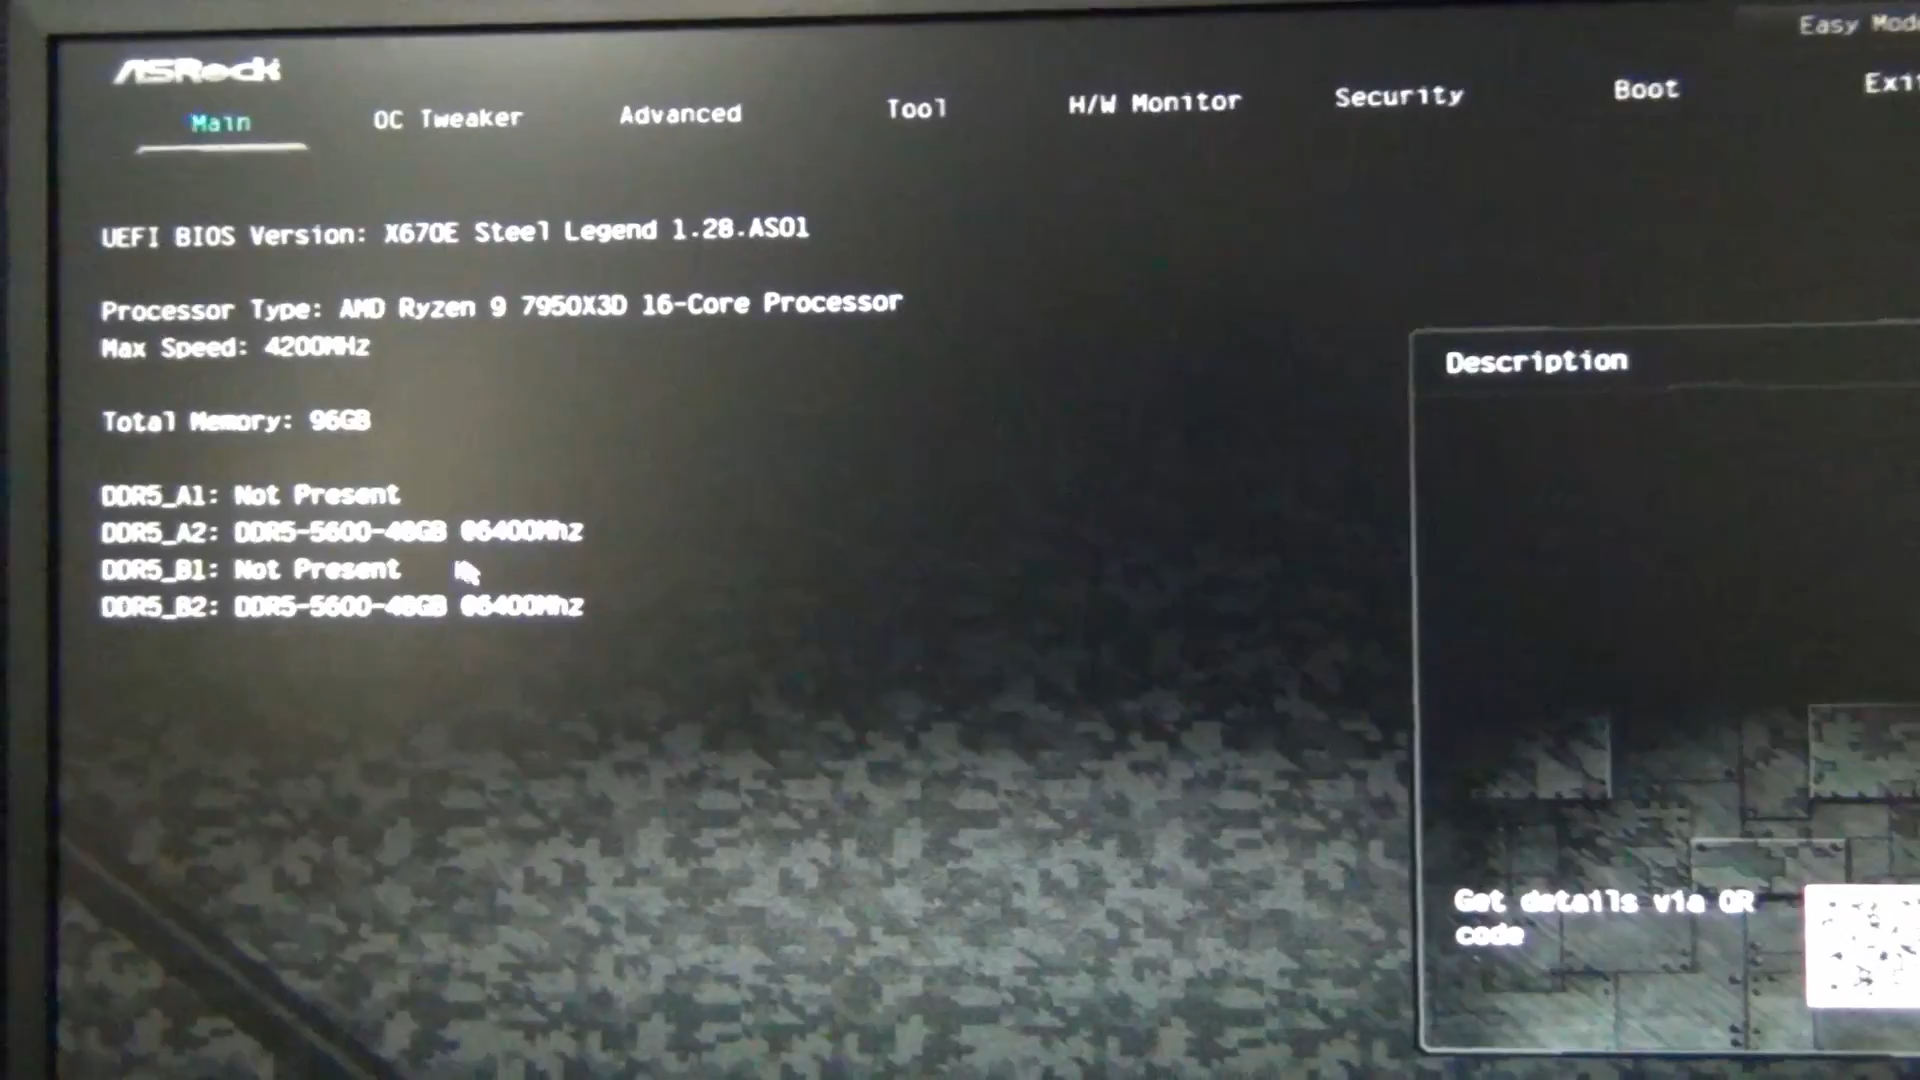 Easy Mod
ASRock
Main OC Tweaker Advanced Tool H/W Monitor Security Boot Exit
UEFI BIOS Version: X670E Steel Legend 1.28.AS01
Processor Type: AMD Ryzen 9 7950X3D 16-Core Processor
Max Speed: 4200MHz
Total Memory: 96GB
DDR5_A1: Not Present
DDR5_A2: DDR5-5600-48GB @6400Mhz
DDR5_B1: Not Present
DDR5_B2: DDR5-5600-48GB @6400Mhz
Description
Get details via QR
code